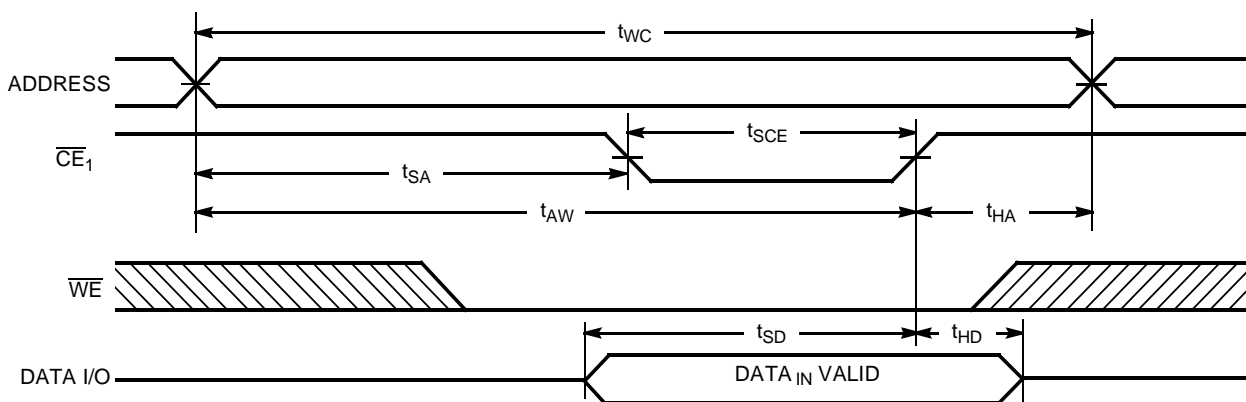 tWC
ADDRESS
tSCE
CE1
tSA
tAW
tHA
WE
tSD
tHD
DATA I/O
DATA IN VALID